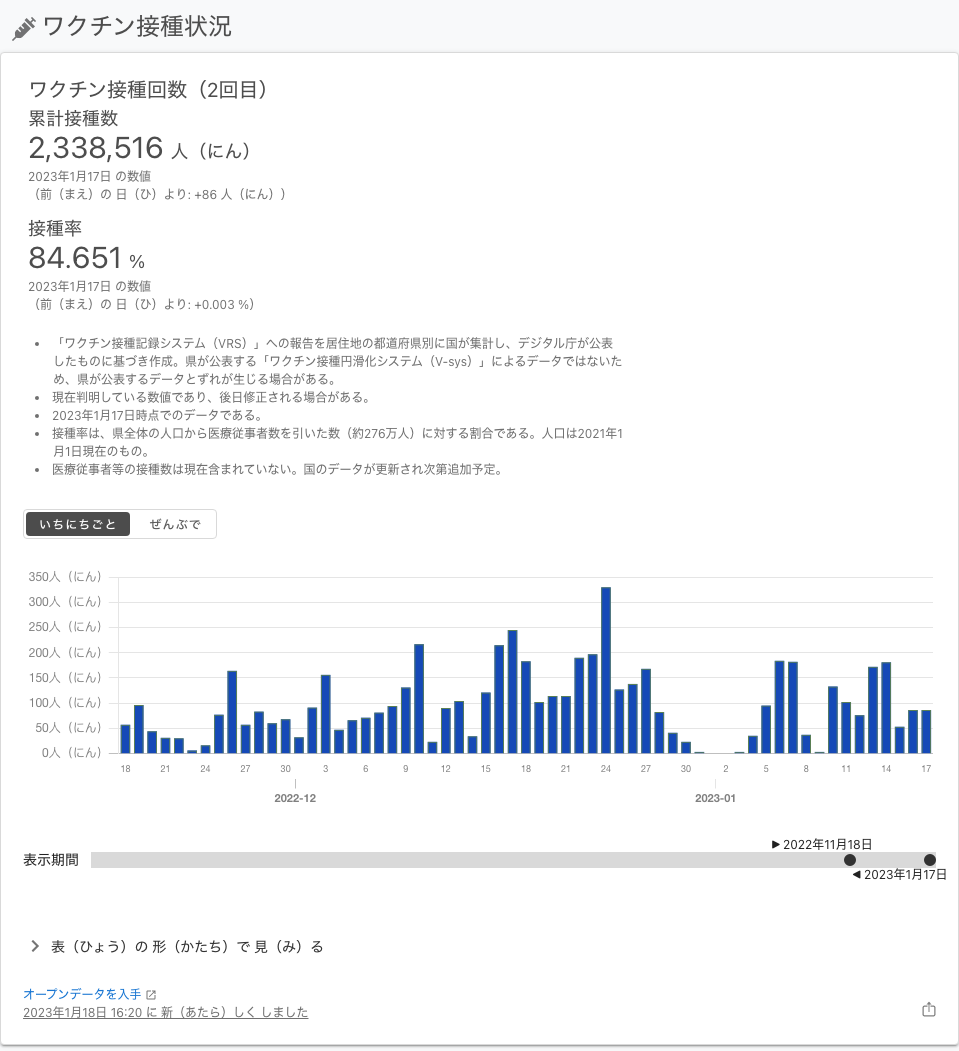 ワクチン接種状況
ワクチン接種回数（2回目）
累計接種数
2,338,516 人（にん）
2023年1月17日 の数値
（前（まえ）の 日（ひ）より: +86 人（にん））
接種率
84.651 %
2023年1月17日 の数値
（前（まえ）の 日（ひ）より: +0.003 %）
• 「ワクチン接種記録システム（VRS）」への報告を居住地の都道府県別に国が集計し、デジタル庁が公表
したものに基づき作成。県が公表する「ワクチン接種円滑化システム（V-sys）」によるデータではないた
め、県が公表するデータとずれが生じる場合がある。
• 現在判明している数値であり、後日修正される場合がある。
• 2023年1月17日時点でのデータである。
• 接種率は、県全体の人口から医療従事者数を引いた数（約276万人）に対する割合である。人口は2021年1
月1日現在のもの。
• 医療従事者等の接種数は現在含まれていない。国のデータが更新され次第追加予定。
いちにちごと ぜんぶで
350人（にん）
300人（にん）
250人（にん）
200人（にん）
150人（にん）
100人（にん）
50人（にん）
0人（にん）
18 21 24 27 30 3 6 9 12 15 18 21 24 27 30 2 5 8 11 14 17
2022-12 2023-01
▶ 2022年11月18日
表示期間
◀ 2023年1月17日
表（ひょう）の 形（かたち）で 見（み）る
オープンデータを入手
2023年1月18日 16:20 に 新（あたら）しく しました